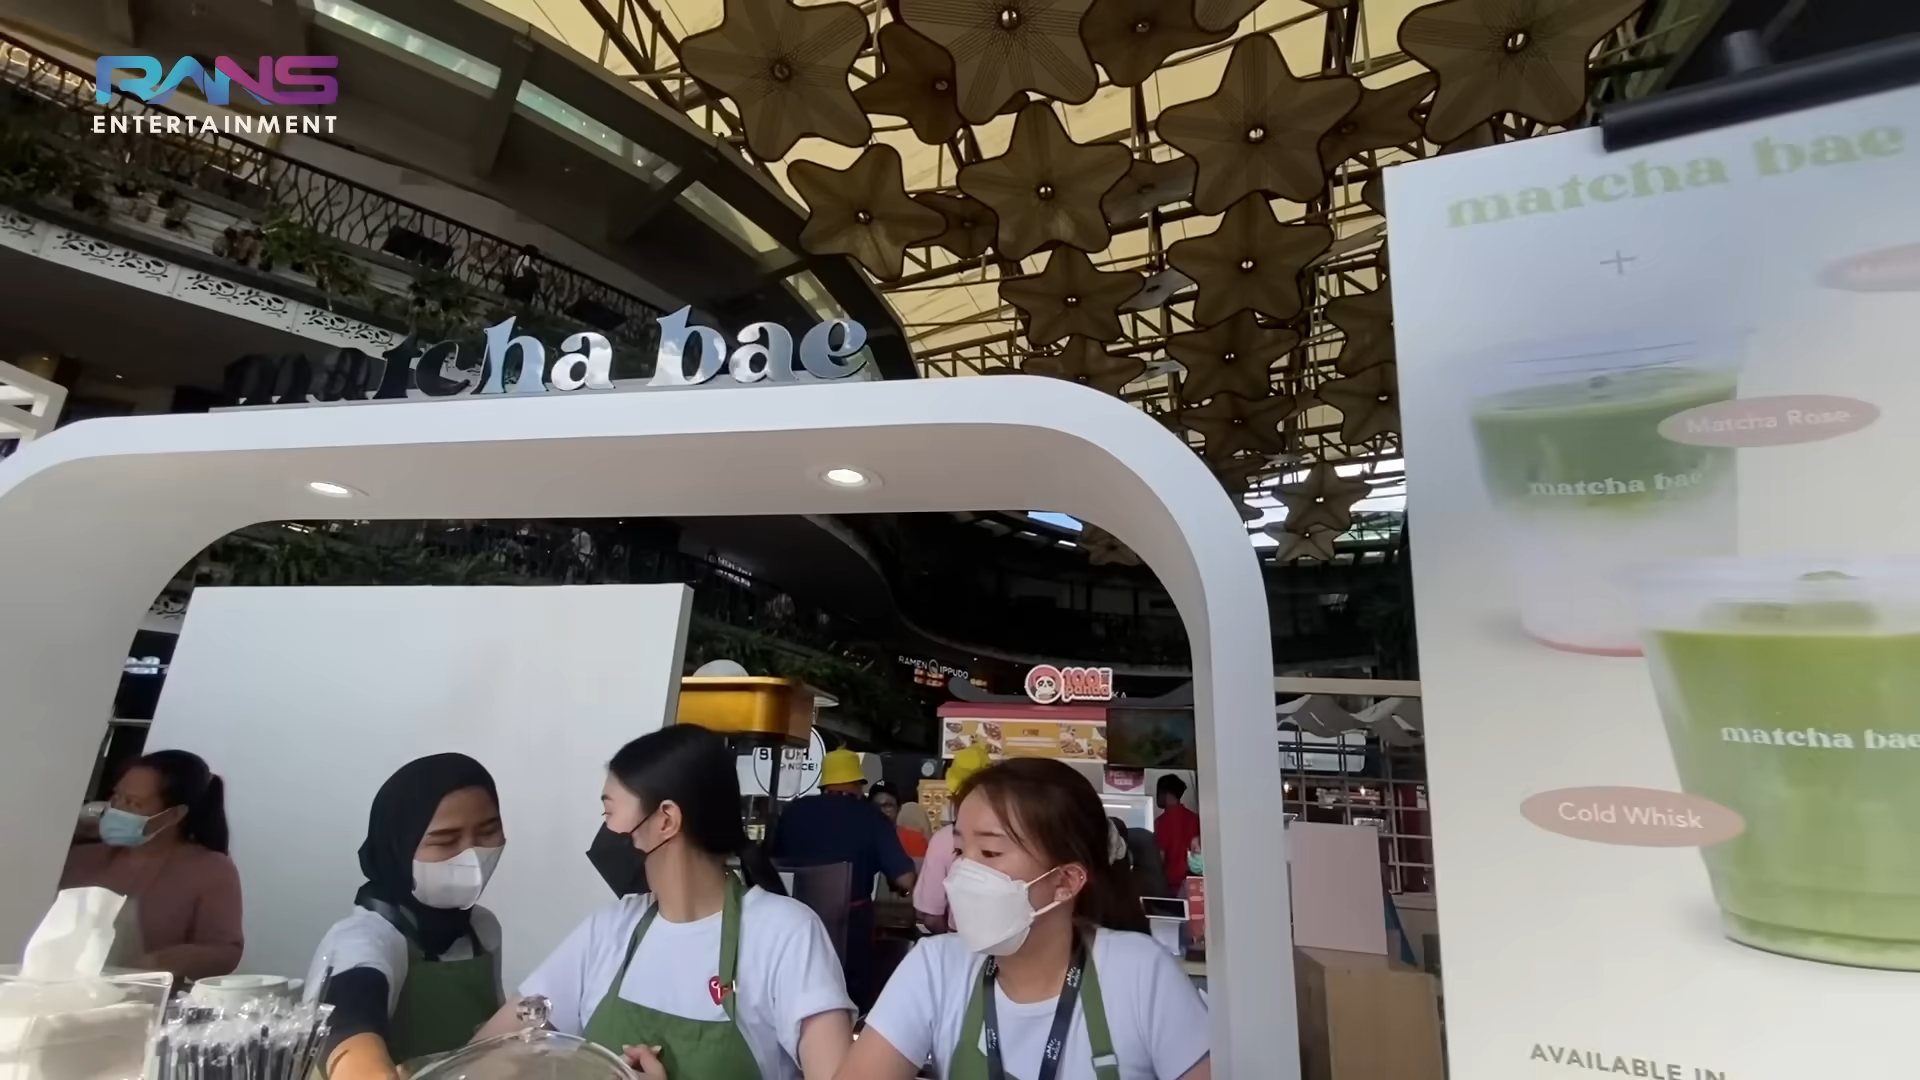 RANS
ENTERTAINMENT
matcha bae
matcha bae
+
Matcha Rose
matcha bae
matcha bae
Cold Whisk
AVAILABLE IN
RAMEN IPPUDO
panda